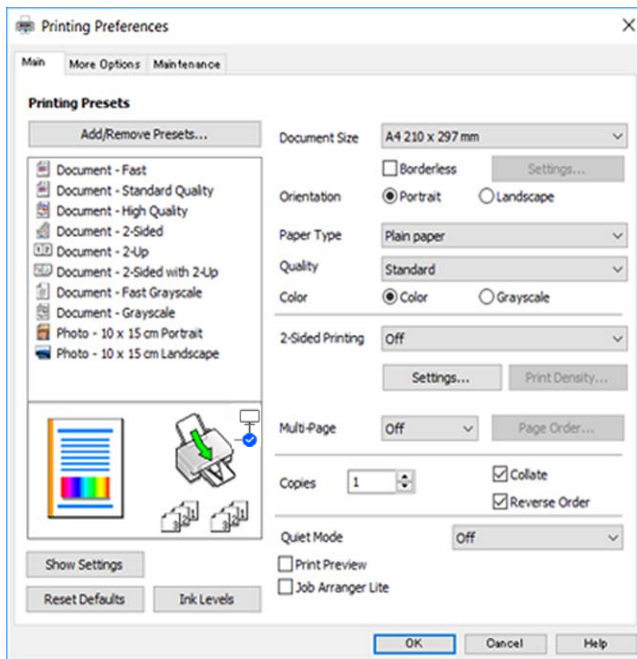 Printing Preferences
Main More Options Maintenance
Printing Presets
Add/Remove Presets...
Document - Fast
Document - Standard Quality
Document - High Quality
Document - 2-Sided
Document - 2-Up
Document - 2-Sided with 2-Up
Document - Fast Grayscale
Document - Grayscale
Photo - 10 x 15 cm Portrait
Photo - 10 x 15 cm Landscape
Show Settings
Reset Defaults Ink Levels
Document Size A4 210 x 297 mm
Borderless Settings...
Orientation Portrait Landscape
Paper Type Plain paper
Quality Standard
Color Color Grayscale
2-Sided Printing Off
Settings... Print Density...
Multi-Page Off Page Order...
Copies 1 Collate
Reverse Order
Quiet Mode Off
Print Preview
Job Arranger Lite
OK Cancel Help